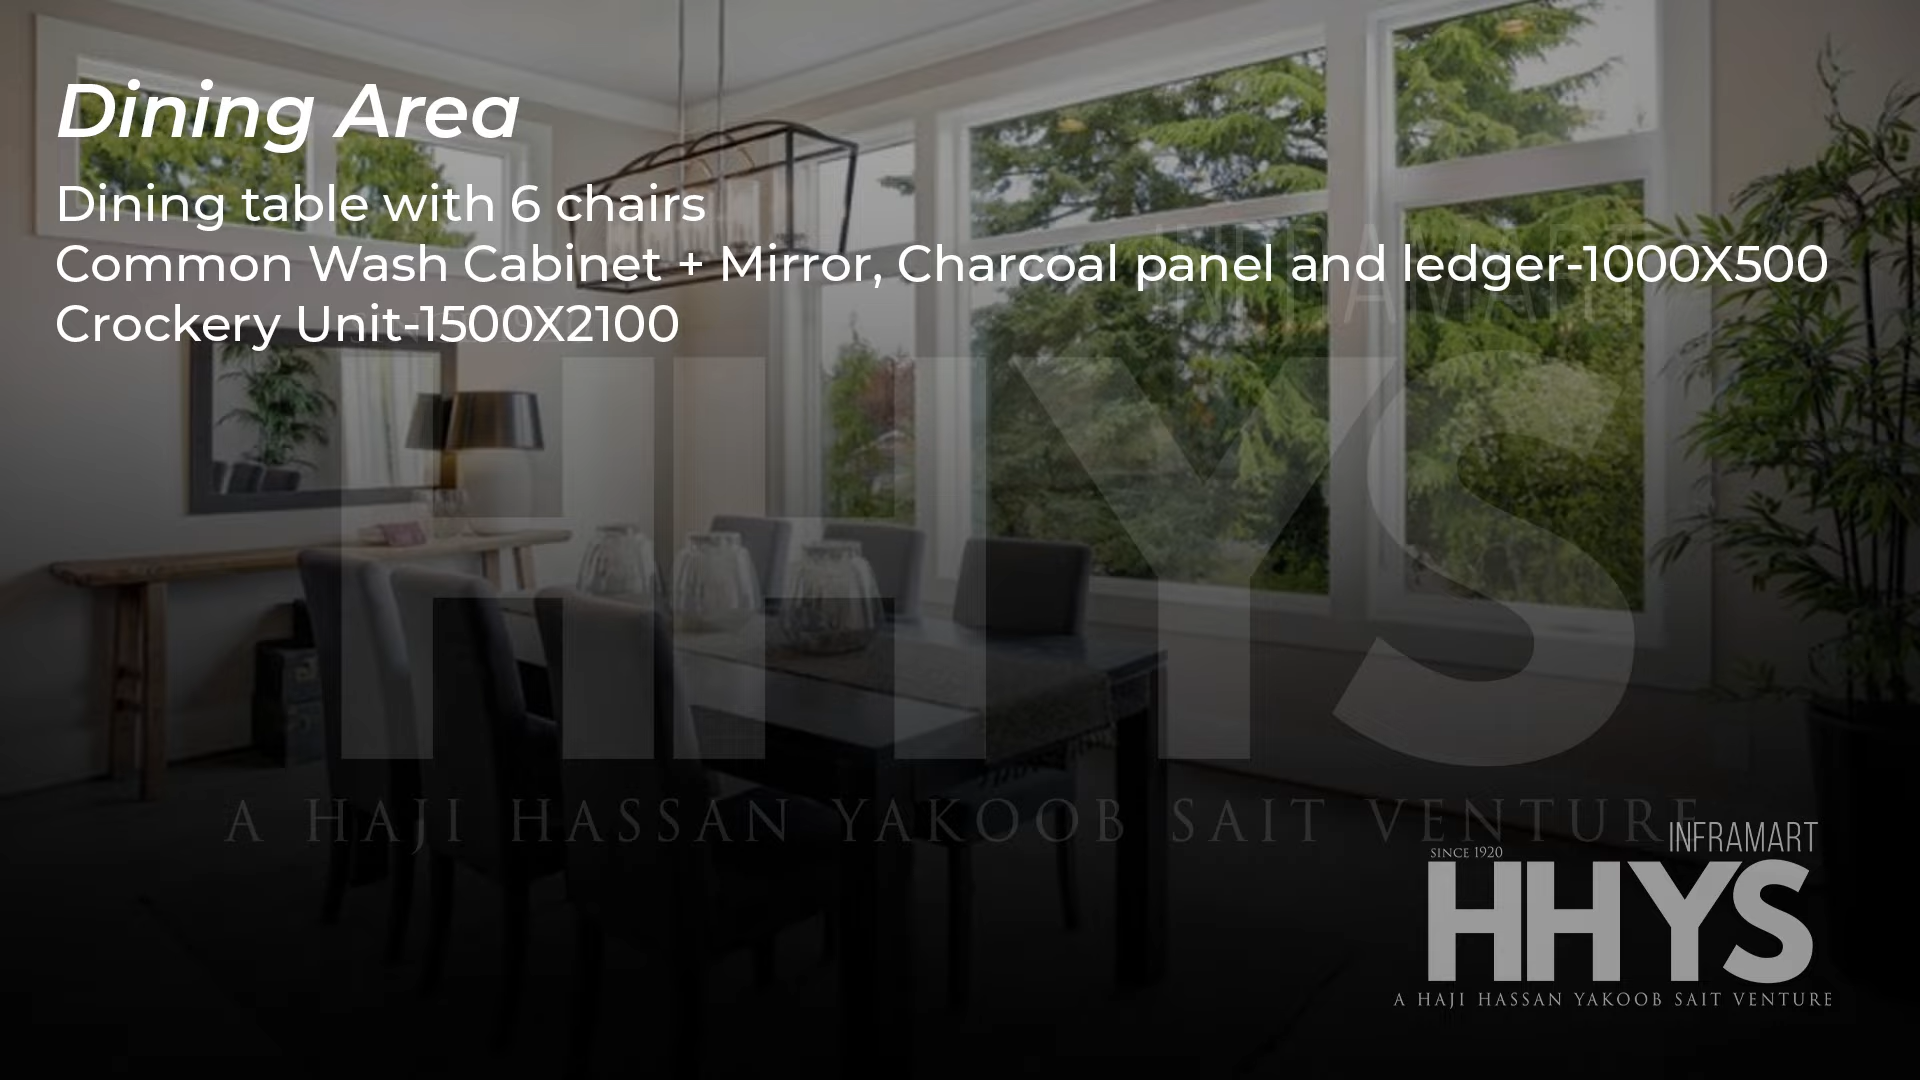 Dining Area
Dining table with 6 chairs
Common Wash Cabinet + Mirror, Charcoal panel and ledger-1000X500
Crockery Unit-1500X2100
INFRAMART
HHYS
A HAJI HASSAN YAKOOB SAIT VENTURE
INFRAMART
SINCE 1920
HHYS
A HAJI HASSAN YAKOOB SAIT VENTURE